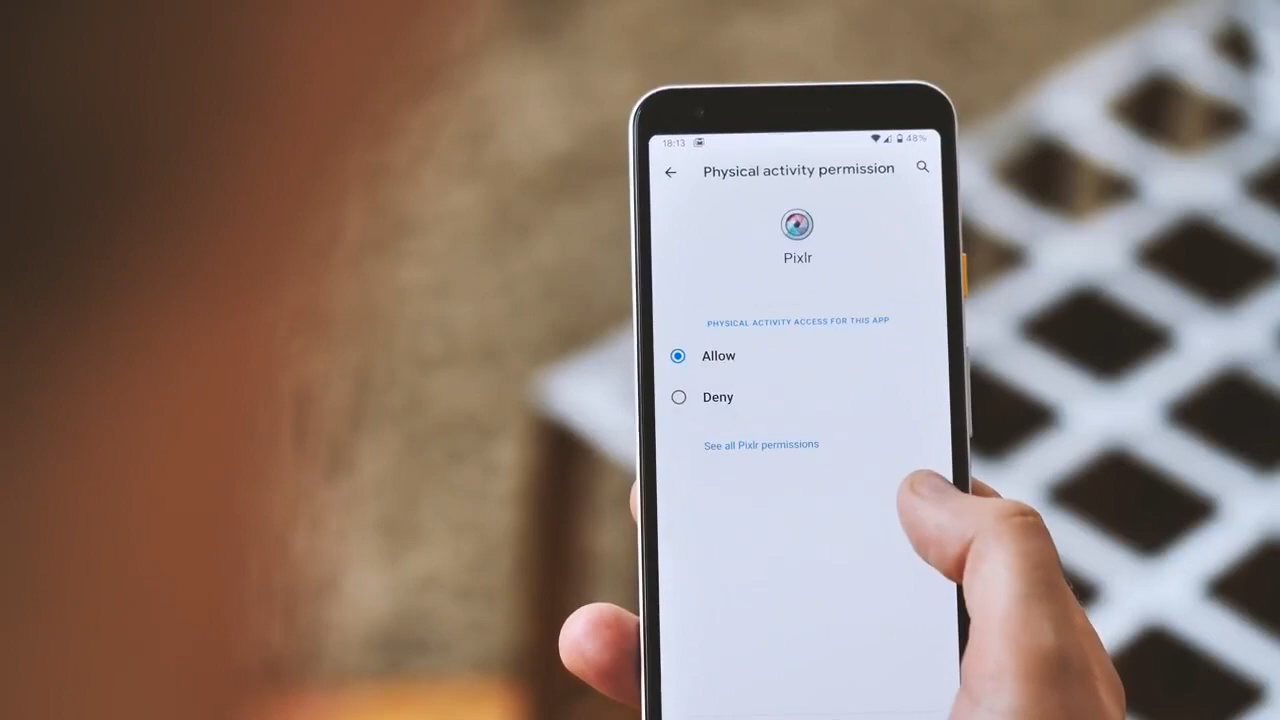 18:13 48%
Physical activity permission
Pixlr
PHYSICAL ACTIVITY ACCESS FOR THIS APP
Allow
Deny
See all Pixlr permissions